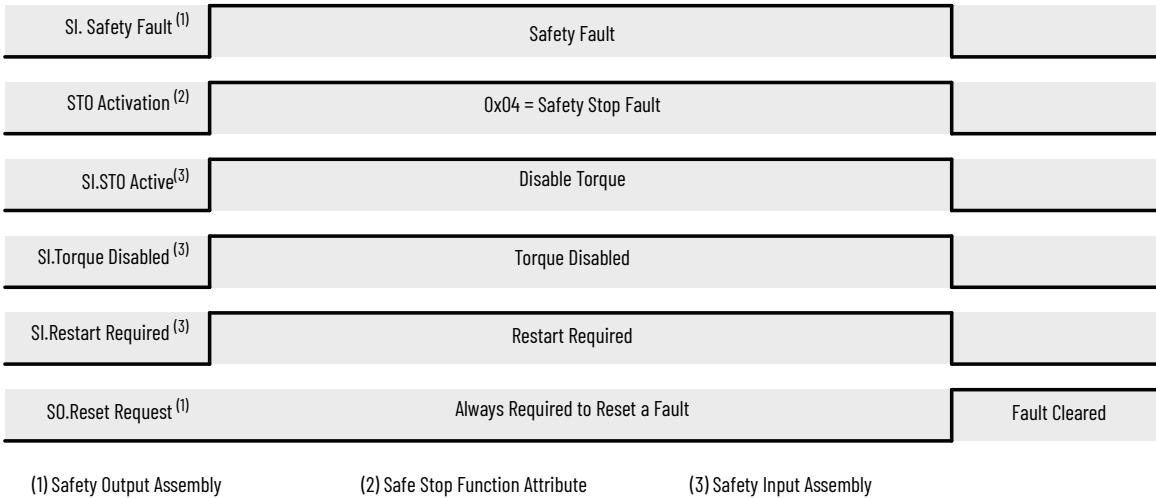 SI. Safety Fault (1)
Safety Fault
STO Activation (2)
0x04 = Safety Stop Fault
SI.STO Active(3)
Disable Torque
SI.Torque Disabled (3)
Torque Disabled
SI.Restart Required (3)
Restart Required
SO.Reset Request (1)
Always Required to Reset a Fault
Fault Cleared
(1) Safety Output Assembly
(2) Safe Stop Function Attribute
(3) Safety Input Assembly